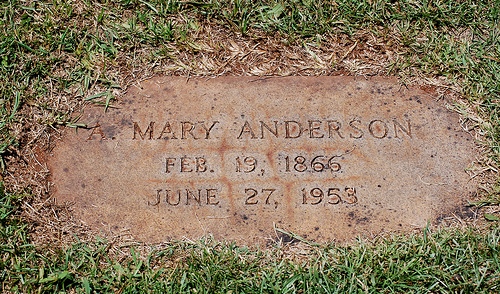 A. MARY ANDERSON
FEB. 19, 1866
JUNE 27, 1953